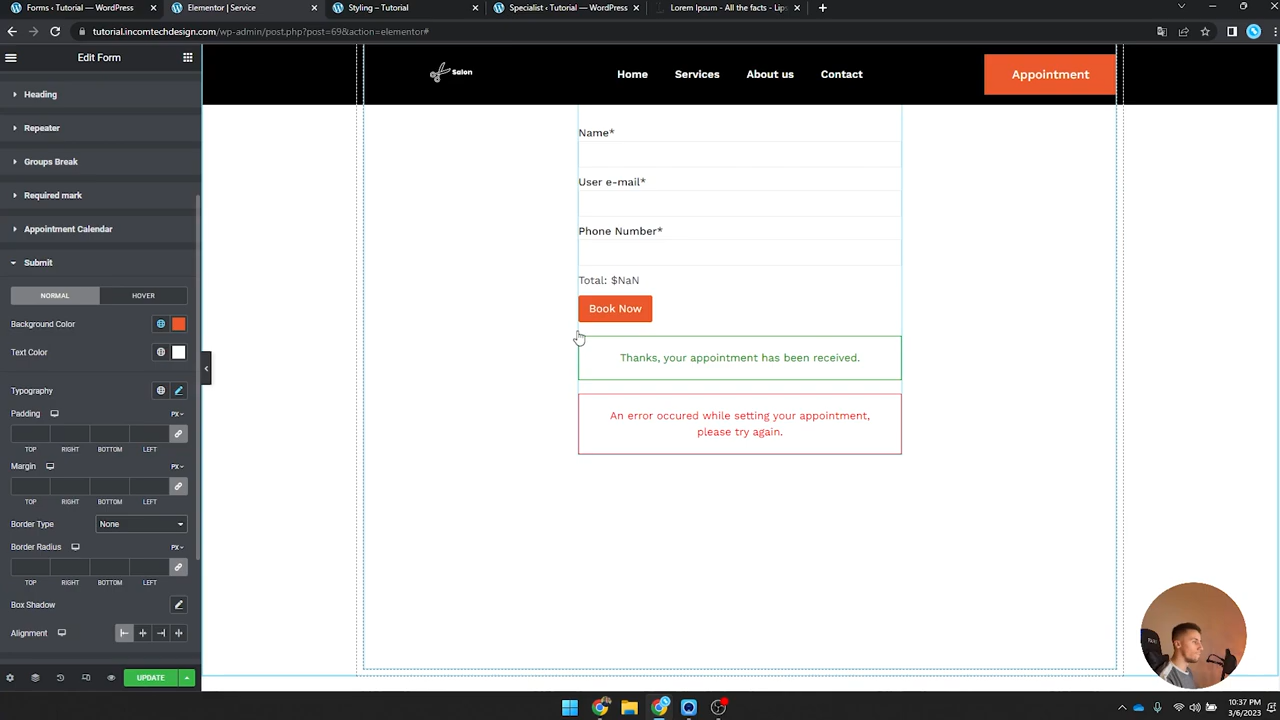 Forms ‹ Tutorial — WordPress
Elementor | Service
Styling – Tutorial
Specialist ‹ Tutorial — WordPress
Lorem Ipsum - All the facts - Lips
tutorial.incomtechdesign.com/wp-admin/post.php?post=69&action=elementor#
Edit Form
Heading
Repeater
Groups Break
Required mark
Appointment Calendar
Submit
NORMAL
HOVER
Background Color
Text Color
Typography
Padding
PX
TOP
RIGHT
BOTTOM
LEFT
Margin
PX
TOP
RIGHT
BOTTOM
LEFT
Border Type
None
Border Radius
PX
TOP
RIGHT
BOTTOM
LEFT
Box Shadow
Alignment
UPDATE
Salon
Home
Services
About us
Contact
Appointment
Name*
User e-mail*
Phone Number*
Total: $NaN
Book Now
Thanks, your appointment has been received.
An error occured while setting your appointment,
please try again.
10:37 PM
3/6/2023